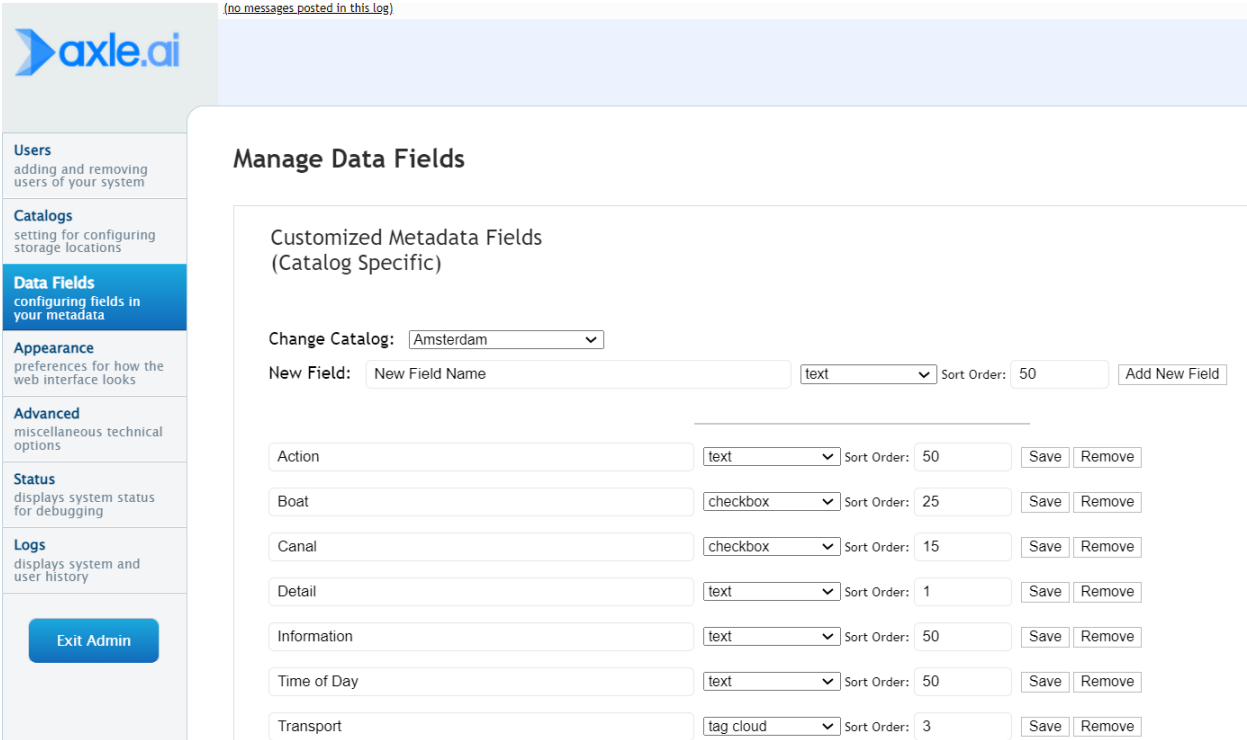 (no messages posted in this log)
axle.ai
Users
adding and removing
users of your system
Catalogs
setting for configuring
storage locations
Data Fields
configuring fields in
your metadata
Appearance
preferences for how the
web interface looks
Advanced
miscellaneous technical
options
Status
displays system status
for debugging
Logs
displays system and
user history
Exit Admin
Manage Data Fields
Customized Metadata Fields
(Catalog Specific)
Change Catalog: Amsterdam
New Field: New Field Name text Sort Order: 50 Add New Field
Action text Sort Order: 50 Save Remove
Boat checkbox Sort Order: 25 Save Remove
Canal checkbox Sort Order: 15 Save Remove
Detail text Sort Order: 1 Save Remove
Information text Sort Order: 50 Save Remove
Time of Day text Sort Order: 50 Save Remove
Transport tag cloud Sort Order: 3 Save Remove